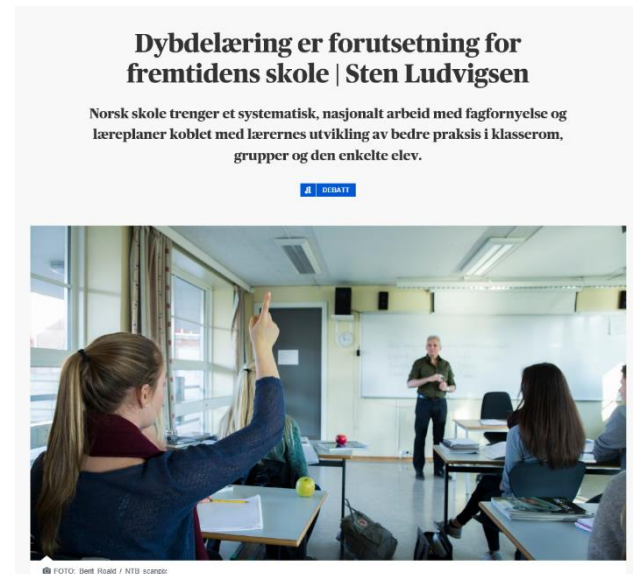 Dybdelæring er forutsetning for
fremtidens skole | Sten Ludvigsen
Norsk skole trenger et systematisk, nasjonalt arbeid med fagfornyelse og
læreplaner koblet med lærernes utvikling av bedre praksis i klasserom,
grupper og den enkelte elev.
DEBATT
FOTO: Berit Roald / NTB scanpix